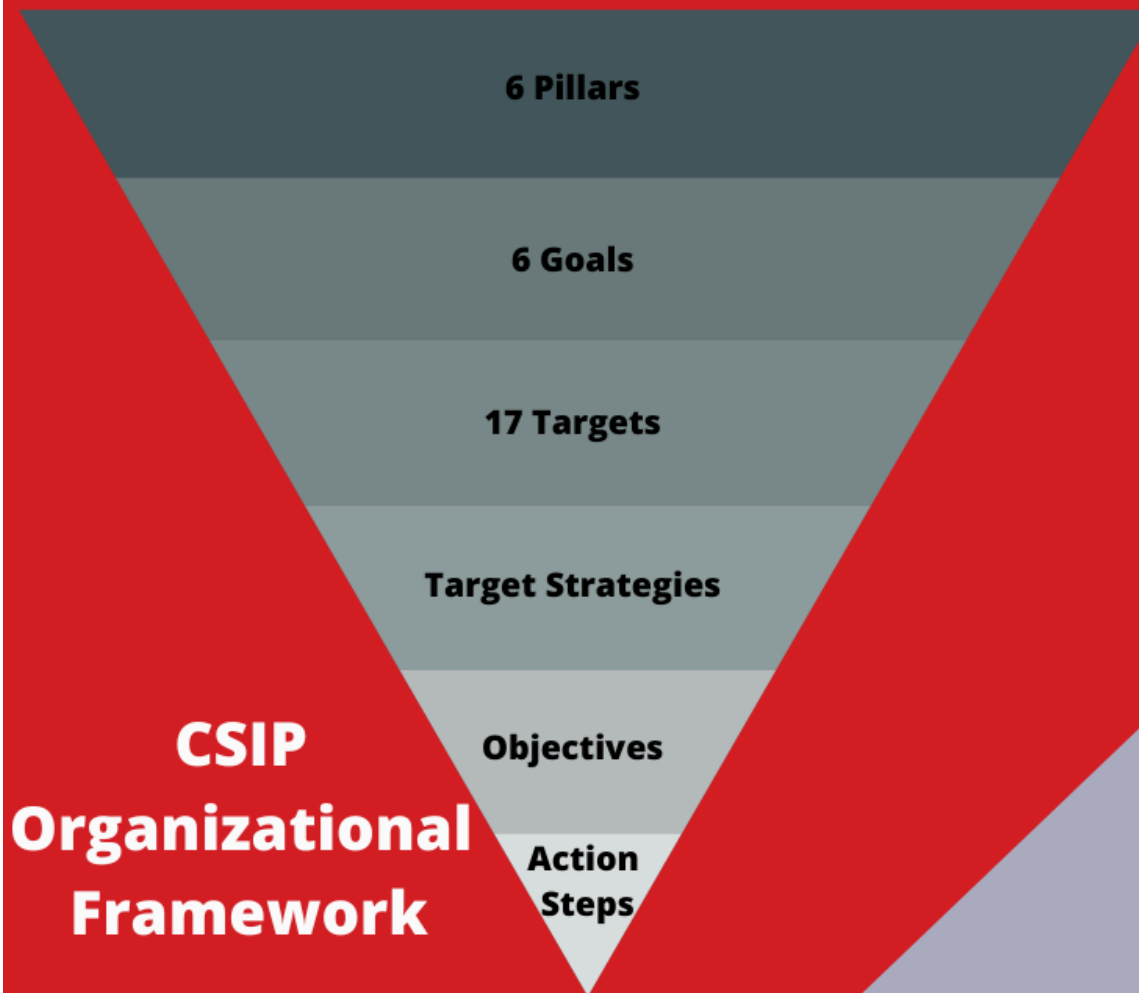 6 Pillars
6 Goals
17 Targets
Target Strategies
Objectives
Action
Steps
CSIP
Organizational
Framework